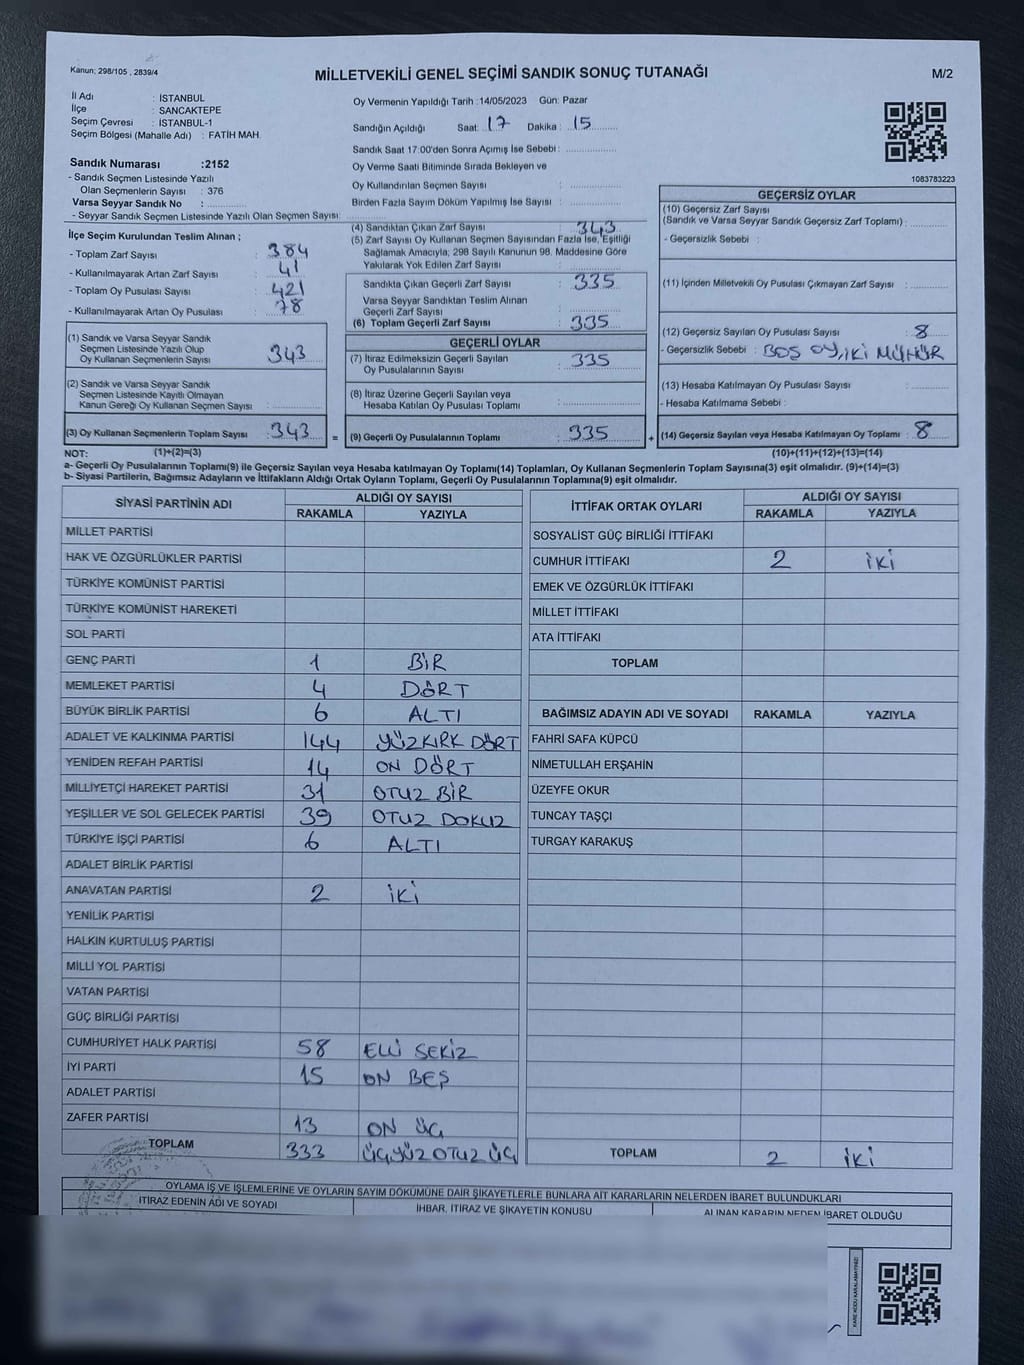 Kanun; 298/105 , 2839/4
MİLLETVEKİLİ GENEL SEÇİMİ SANDIK SONUÇ TUTANAĞI
M/2
İl Adı : İSTANBUL
İlçe : SANCAKTEPE
Seçim Çevresi : İSTANBUL-1
Seçim Bölgesi (Mahalle Adı) : FATİH MAH.
Sandık Numarası :2152
- Sandık Seçmen Listesinde Yazılı
Olan Seçmenlerin Sayısı : 376
Varsa Seyyar Sandık No :
- Seyyar Sandık Seçmen Listesinde Yazılı Olan Seçmen Sayısı:
Oy Vermenin Yapıldığı Tarih :14/05/2023 Gün: Pazar
Sandığın Açıldığı Saat: 17 Dakika : 15
Sandık Saat 17:00'den Sonra Açımış İse Sebebi :
Oy Verme Saati Bitiminde Sırada Bekleyen ve
Oy Kullandırılan Seçmen Sayısı :
Birden Fazla Sayım Döküm Yapılmış İse Sayısı :
1083783223
İlçe Seçim Kurulundan Teslim Alınan ;
- Toplam Zarf Sayısı : 384
- Kullanılmayarak Artan Zarf Sayısı : 41
- Toplam Oy Pusulası Sayısı : 421
- Kullanılmayarak Artan Oy Pusulası : 78
(1) Sandık ve Varsa Seyyar Sandık
Seçmen Listesinde Yazılı Olup
Oy Kullanan Seçmenlerin Sayısı : 343
(2) Sandık ve Varsa Seyyar Sandık
Seçmen Listesinde Kayıtlı Olmayan
Kanun Gereği Oy Kullanan Seçmen Sayısı :
(3) Oy Kullanan Seçmenlerin Toplam Sayısı : 343
(4) Sandıktan Çıkan Zarf Sayısı : 343
(5) Zarf Sayısı Oy Kullanan Seçmen Sayısından Fazla İse, Eşitliği
Sağlamak Amacıyla; 298 Sayılı Kanunun 98. Maddesine Göre
Yakılarak Yok Edilen Zarf Sayısı :
Sandıkta Çıkan Geçerli Zarf Sayısı : 335
Varsa Seyyar Sandıktan Teslim Alınan
Geçerli Zarf Sayısı :
(6) Toplam Geçerli Zarf Sayısı : 335
GEÇERLİ OYLAR
(7) İtiraz Edilmeksizin Geçerli Sayılan
Oy Pusulalarının Sayısı : 335
(8) İtiraz Üzerine Geçerli Sayılan veya
Hesaba Katılan Oy Pusulası Toplamı :
= (9) Geçerli Oy Pusulalarının Toplamı : 335 +
GEÇERSİZ OYLAR
(10) Geçersiz Zarf Sayısı
(Sandık ve Varsa Seyyar Sandık Geçersiz Zarf Toplamı) :
- Geçersizlik Sebebi :
(11) İçinden Milletvekili Oy Pusulası Çıkmayan Zarf Sayısı :
(12) Geçersiz Sayılan Oy Pusulası Sayısı : 8
- Geçersizlik Sebebi : BOŞ OY, İKİ MÜHÜR
(13) Hesaba Katılmayan Oy Pusulası Sayısı :
- Hesaba Katılmama Sebebi :
(14) Geçersiz Sayılan veya Hesaba Katılmayan Oy Toplamı : 8
NOT: (1)+(2)=(3) (10)+(11)+(12)+(13)=(14)
a- Geçerli Oy Pusulalarının Toplamı(9) ile Geçersiz Sayılan veya Hesaba katılmayan Oy Toplamı(14) Toplamları, Oy Kullanan Seçmenlerin Toplam Sayısına(3) eşit olmalıdır. (9)+(14)=(3)
b- Siyasi Partilerin, Bağımsız Adayların ve İttifakların Aldığı Ortak Oyların Toplamı, Geçerli Oy Pusulalarının Toplamına(9) eşit olmalıdır.
SİYASİ PARTİNİN ADI ALDIĞI OY SAYISI
RAKAMLA YAZIYLA
MİLLET PARTİSİ
HAK VE ÖZGÜRLÜKLER PARTİSİ
TÜRKİYE KOMÜNİST PARTİSİ
TÜRKİYE KOMÜNİST HAREKETİ
SOL PARTİ
GENÇ PARTİ 1 BİR
MEMLEKET PARTİSİ 4 DÖRT
BÜYÜK BİRLİK PARTİSİ 6 ALTI
ADALET VE KALKINMA PARTİSİ 144 YÜZKIRK DÖRT
YENİDEN REFAH PARTİSİ 14 ON DÖRT
MİLLİYETÇİ HAREKET PARTİSİ 31 OTUZ BİR
YEŞİLLER VE SOL GELECEK PARTİSİ 39 OTUZ DOKUZ
TÜRKİYE İŞÇİ PARTİSİ 6 ALTI
ADALET BİRLİK PARTİSİ
ANAVATAN PARTİSİ 2 İKİ
YENİLİK PARTİSİ
HALKIN KURTULUŞ PARTİSİ
MİLLİ YOL PARTİSİ
VATAN PARTİSİ
GÜÇ BİRLİĞİ PARTİSİ
CUMHURİYET HALK PARTİSİ 58 ELLİ SEKİZ
İYİ PARTİ 15 ON BEŞ
ADALET PARTİSİ
ZAFER PARTİSİ 13 ON ÜÇ
TOPLAM 333 ÜÇYÜZ OTUZ ÜÇ
İTTİFAK ORTAK OYLARI ALDIĞI OY SAYISI
RAKAMLA YAZIYLA
SOSYALİST GÜÇ BİRLİĞİ İTTİFAKI
CUMHUR İTTİFAKI 2 İKİ
EMEK VE ÖZGÜRLÜK İTTİFAKI
MİLLET İTTİFAKI
ATA İTTİFAKI
TOPLAM
BAĞIMSIZ ADAYIN ADI VE SOYADI RAKAMLA YAZIYLA
FAHRİ SAFA KÜPCÜ
NİMETULLAH ERŞAHİN
ÜZEYFE OKUR
TUNCAY TAŞÇI
TURGAY KARAKUŞ
TOPLAM 2 İKİ
OYLAMA İŞ VE İŞLEMLERİNE VE OYLARIN SAYIM DÖKÜMÜNE DAİR ŞİKAYETLERLE BUNLARA AİT KARARLARIN NELERDEN İBARET BULUNDUKLARI
İTİRAZ EDENİN ADI VE SOYADI İHBAR, İTİRAZ VE ŞİKAYETİN KONUSU ALINAN KARARIN NEDEN İBARET OLDUĞU
KARE KODU KARALAMAYINIZ!